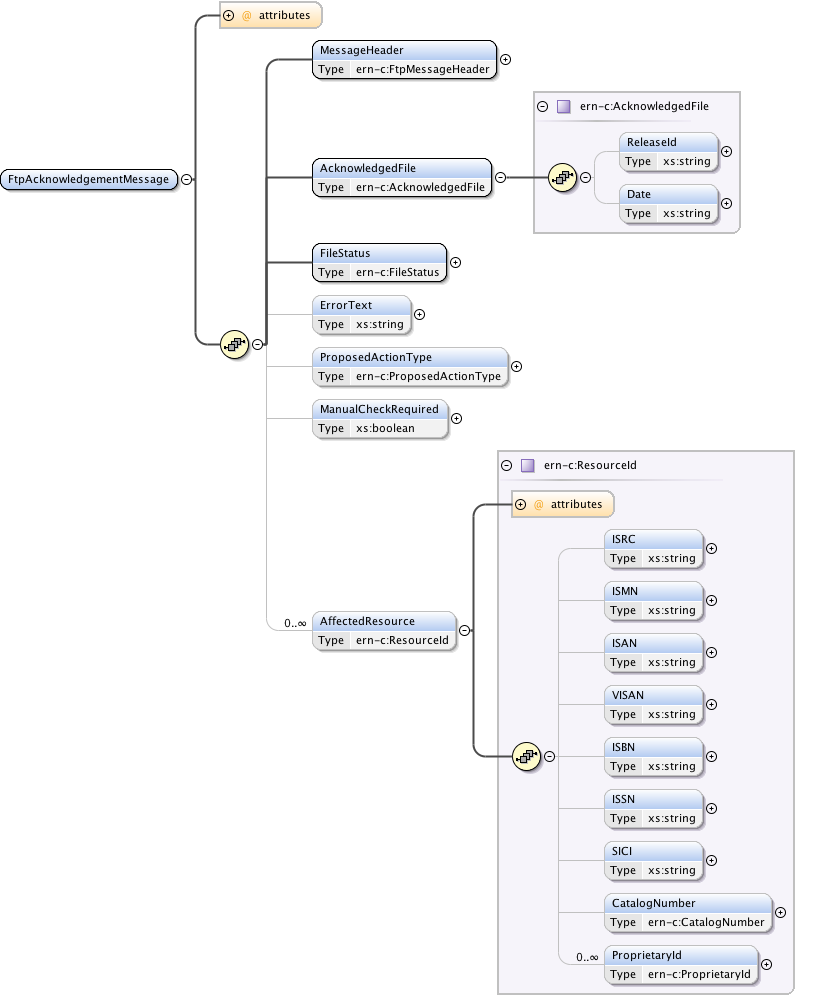 @ attributes
MessageHeader
Type ern-c:FtpMessageHeader
ern-c:AcknowledgedFile
ReleaseId
Type xs:string
AcknowledgedFile
Type ern-c:AcknowledgedFile
FtpAcknowledgementMessage
Date
Type xs:string
FileStatus
Type ern-c:FileStatus
ErrorText
Type xs:string
ProposedActionType
Type ern-c:ProposedActionType
ManualCheckRequired
Type xs:boolean
ern-c:ResourceId
@ attributes
ISRC
Type xs:string
ISMN
Type xs:string
0..∞
AffectedResource
Type ern-c:ResourceId
ISAN
Type xs:string
VISAN
Type xs:string
ISBN
Type xs:string
ISSN
Type xs:string
SICI
Type xs:string
CatalogNumber
Type ern-c:CatalogNumber
0..∞
ProprietaryId
Type ern-c:ProprietaryId